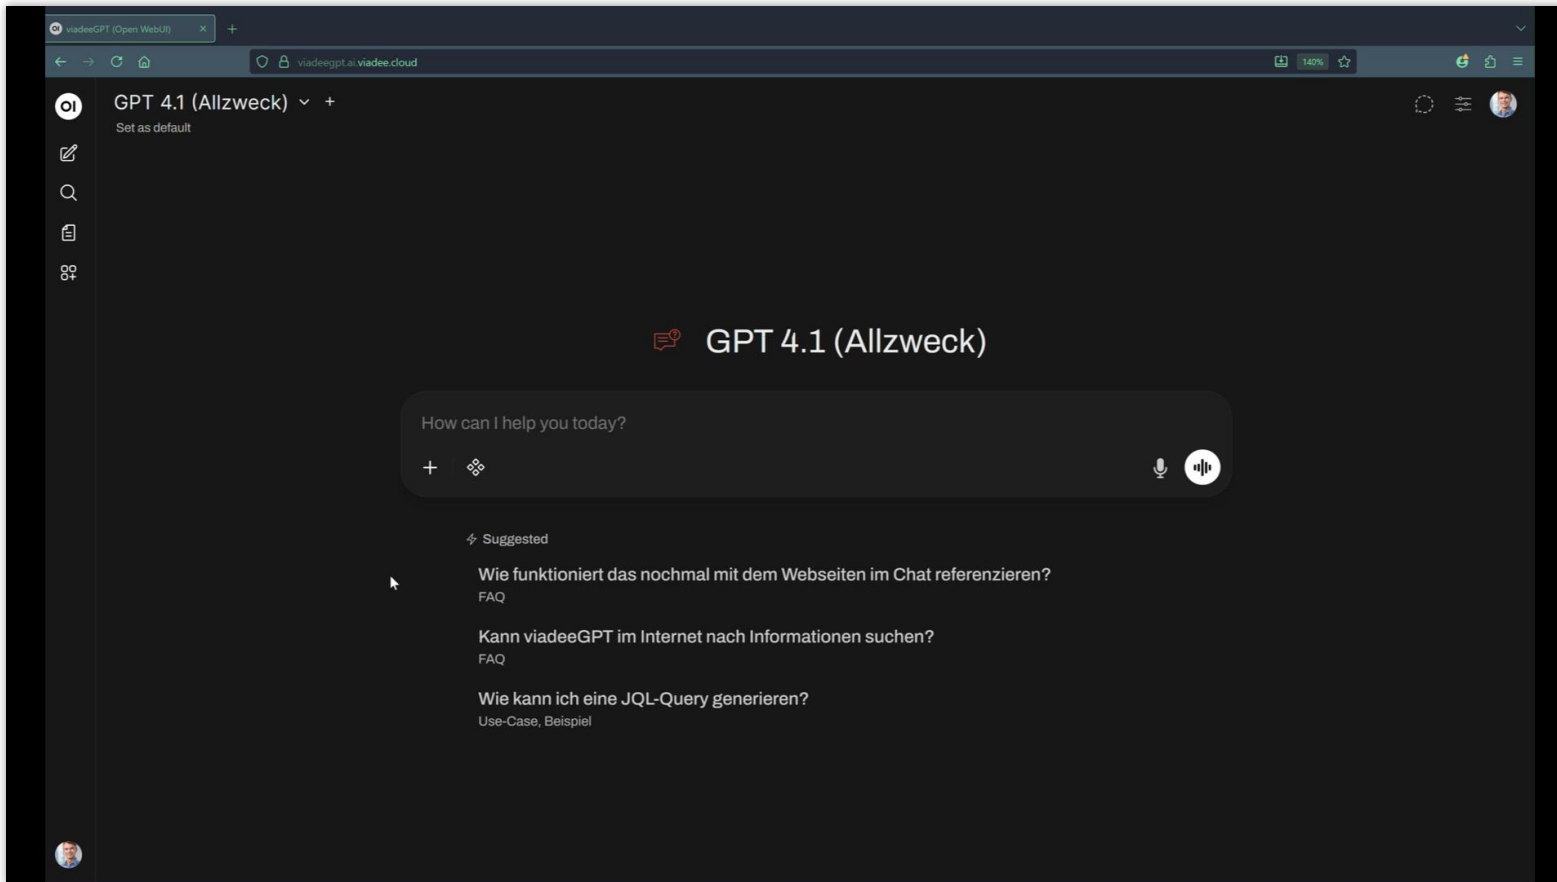 viadeeGPT (Open WebUI)
viadeegpt.ai.viadee.cloud
140%
OI
GPT 4.1 (Allzweck)
Set as default
GPT 4.1 (Allzweck)
How can I help you today?
Suggested
Wie funktioniert das nochmal mit dem Webseiten im Chat referenzieren?
FAQ
Kann viadeeGPT im Internet nach Informationen suchen?
FAQ
Wie kann ich eine JQL-Query generieren?
Use-Case, Beispiel